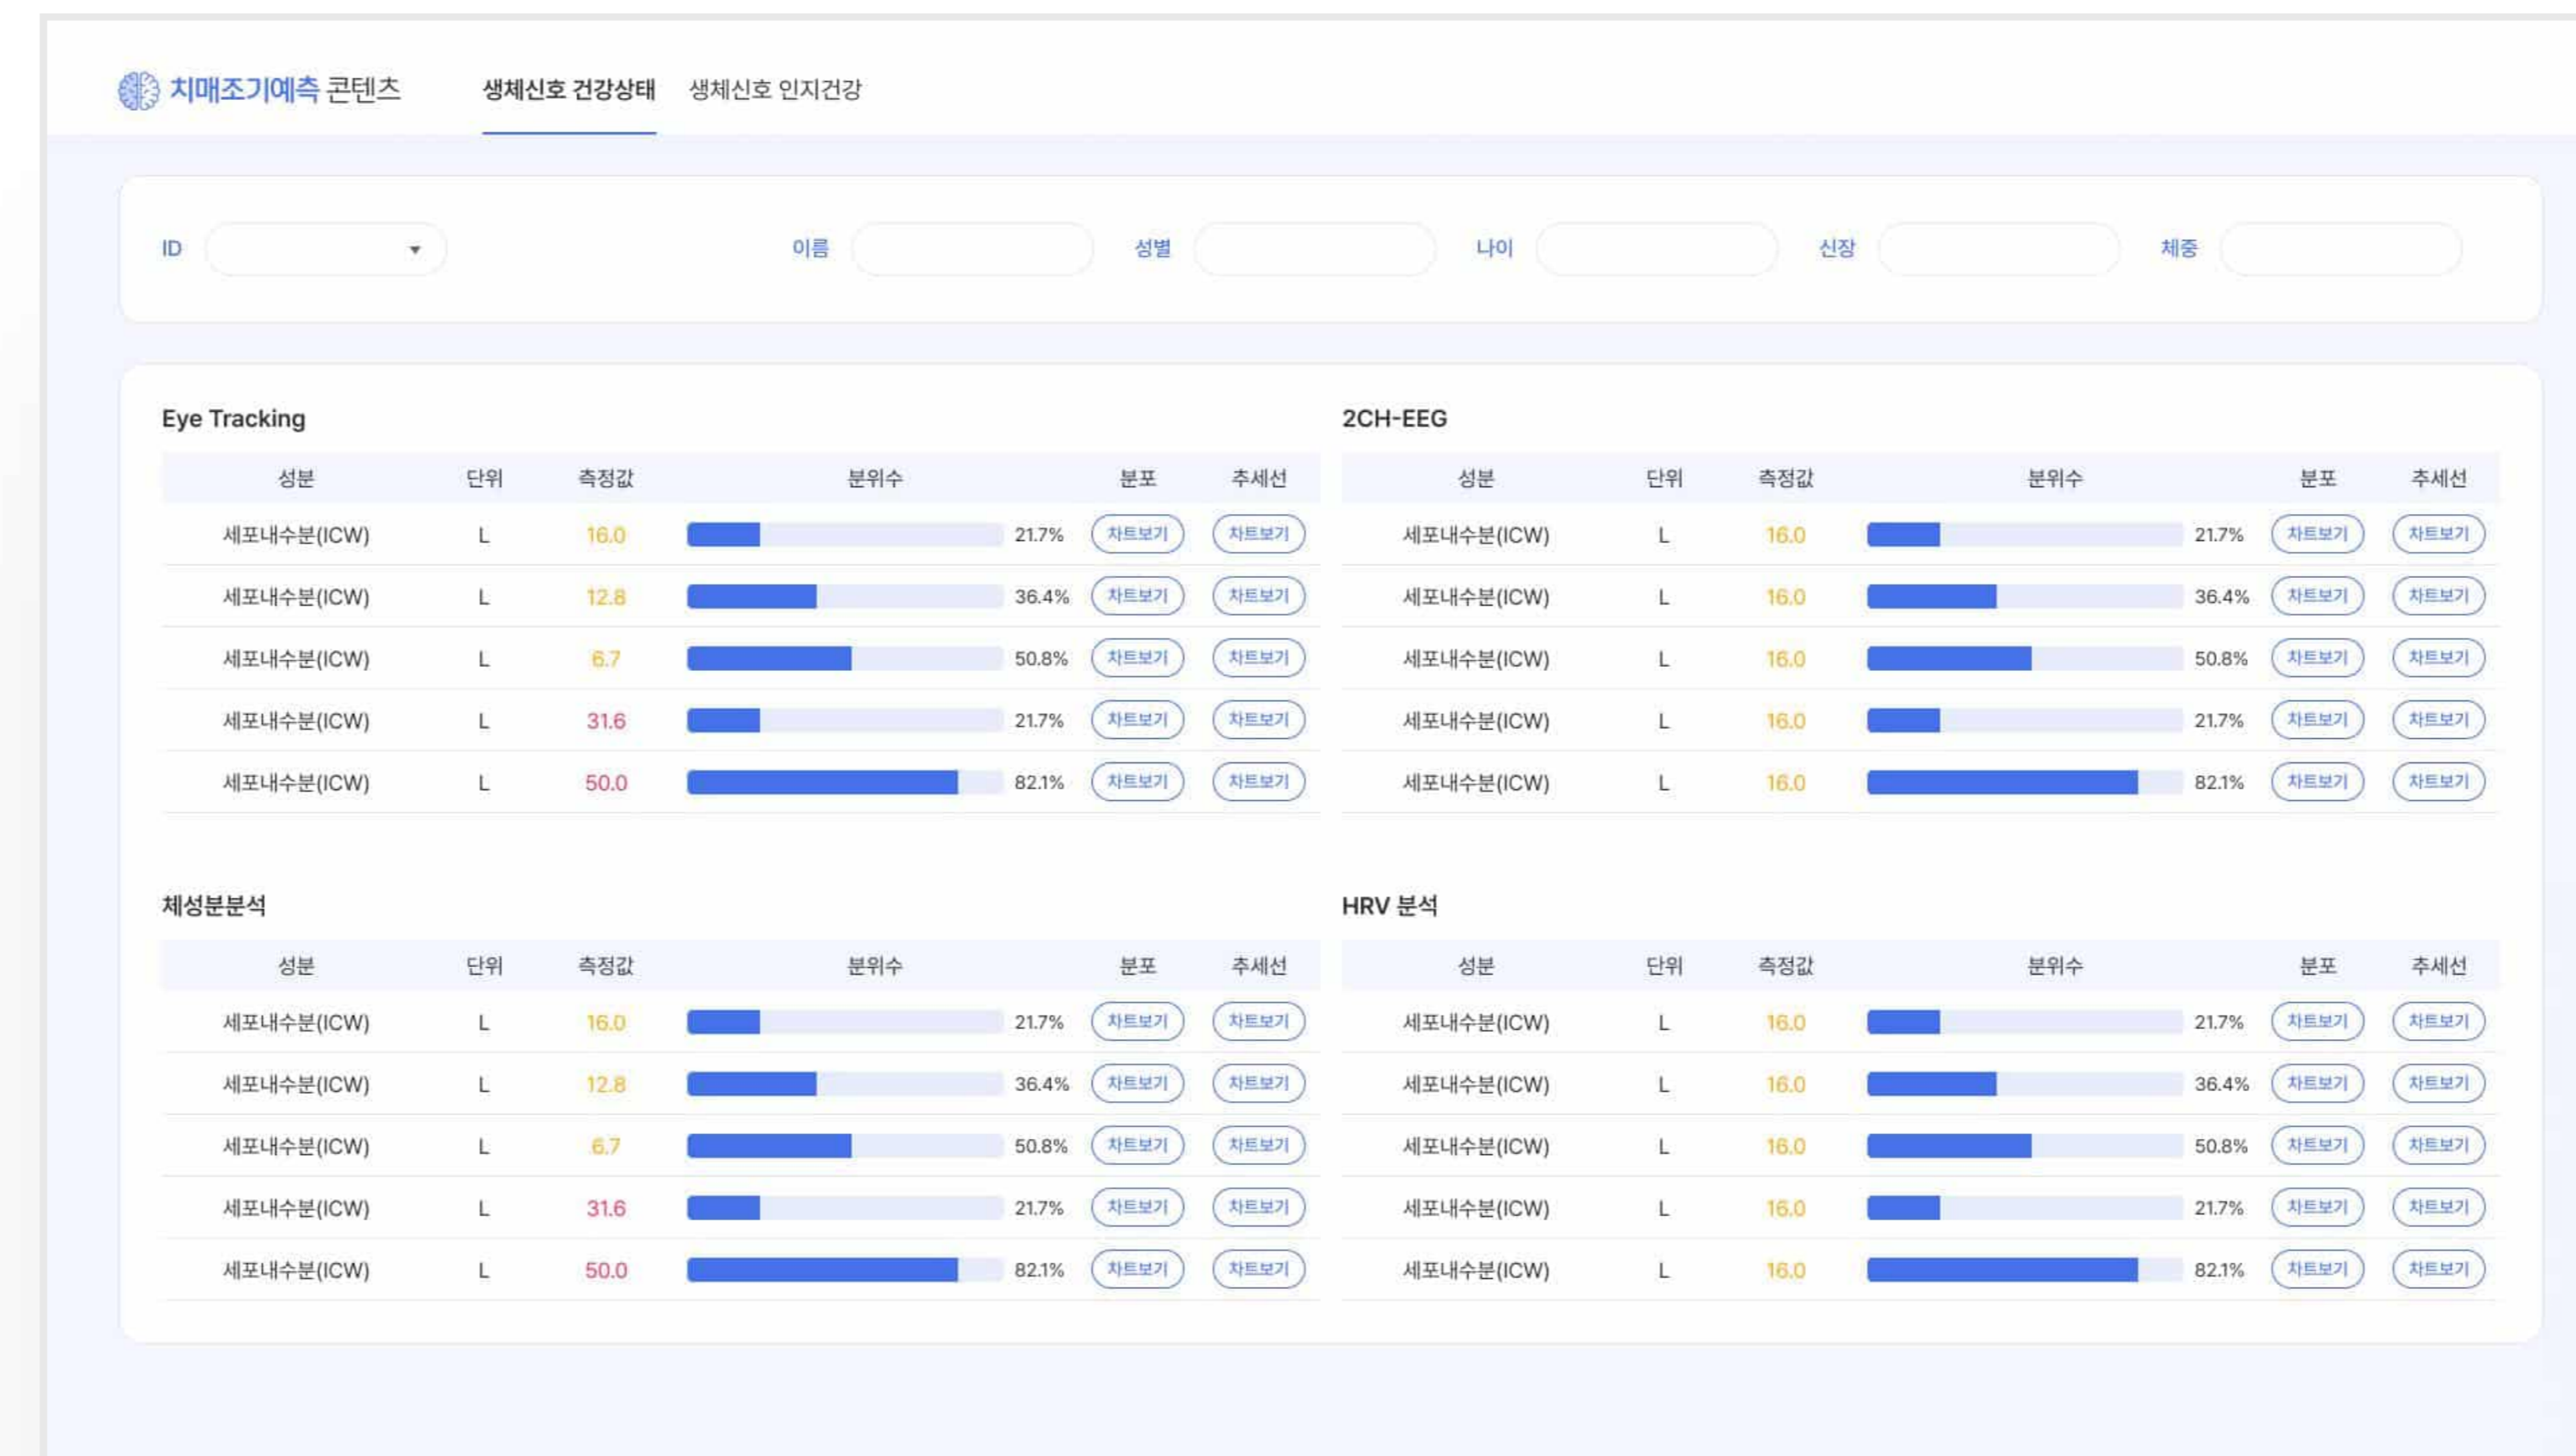 치매조기예측 콘텐츠 생체신호 건강상태 생체신호 인지건강
ID 이름 성별 나이 신장 체중
Eye Tracking
성분 단위 측정값 분위수 분포 추세선
세포내수분(ICW) L 16.0 21.7% 차트보기 차트보기
세포내수분(ICW) L 12.8 36.4% 차트보기 차트보기
세포내수분(ICW) L 6.7 50.8% 차트보기 차트보기
세포내수분(ICW) L 31.6 21.7% 차트보기 차트보기
세포내수분(ICW) L 50.0 82.1% 차트보기 차트보기
2CH-EEG
성분 단위 측정값 분위수 분포 추세선
세포내수분(ICW) L 16.0 21.7% 차트보기 차트보기
세포내수분(ICW) L 16.0 36.4% 차트보기 차트보기
세포내수분(ICW) L 16.0 50.8% 차트보기 차트보기
세포내수분(ICW) L 16.0 21.7% 차트보기 차트보기
세포내수분(ICW) L 16.0 82.1% 차트보기 차트보기
체성분분석
성분 단위 측정값 분위수 분포 추세선
세포내수분(ICW) L 16.0 21.7% 차트보기 차트보기
세포내수분(ICW) L 12.8 36.4% 차트보기 차트보기
세포내수분(ICW) L 6.7 50.8% 차트보기 차트보기
세포내수분(ICW) L 31.6 21.7% 차트보기 차트보기
세포내수분(ICW) L 50.0 82.1% 차트보기 차트보기
HRV 분석
성분 단위 측정값 분위수 분포 추세선
세포내수분(ICW) L 16.0 21.7% 차트보기 차트보기
세포내수분(ICW) L 16.0 36.4% 차트보기 차트보기
세포내수분(ICW) L 16.0 50.8% 차트보기 차트보기
세포내수분(ICW) L 16.0 21.7% 차트보기 차트보기
세포내수분(ICW) L 16.0 82.1% 차트보기 차트보기